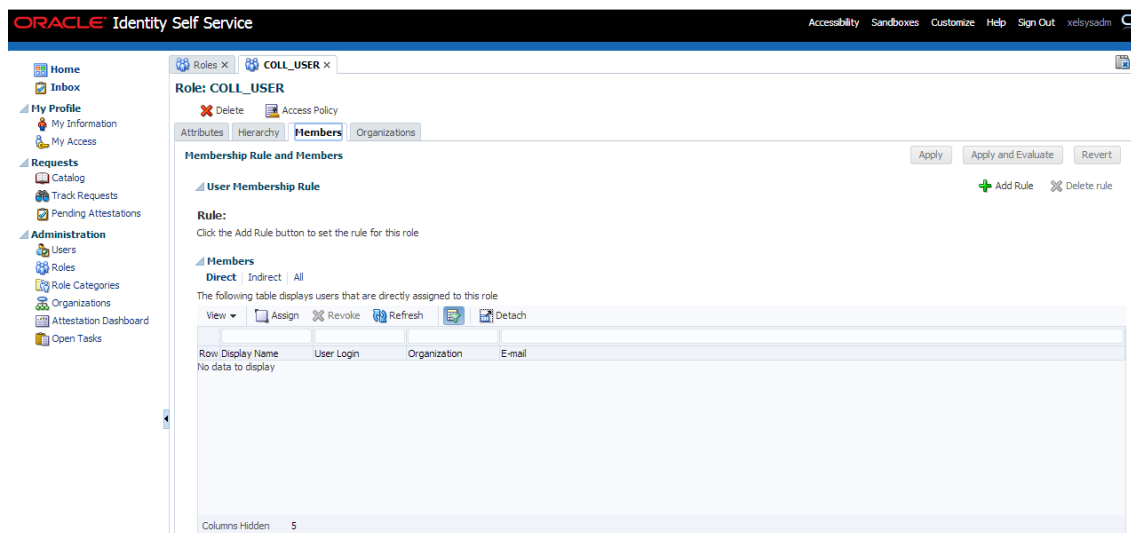 ORACLE Identity Self Service
Accessibility Sandboxes Customize Help Sign Out xelsysadm
Home
Inbox
My Profile
My Information
My Access
Requests
Catalog
Track Requests
Pending Attestations
Administration
Users
Roles
Role Categories
Organizations
Attestation Dashboard
Open Tasks
Roles × COLL_USER ×
Role: COLL_USER
Delete Access Policy
Attributes Hierarchy Members Organizations
Membership Rule and Members
Apply Apply and Evaluate Revert
User Membership Rule
Add Rule Delete rule
Rule:
Click the Add Rule button to set the rule for this role
Members
Direct Indirect All
The following table displays users that are directly assigned to this role
View Assign Revoke Refresh Detach
Row Display Name User Login Organization E-mail
No data to display
Columns Hidden 5